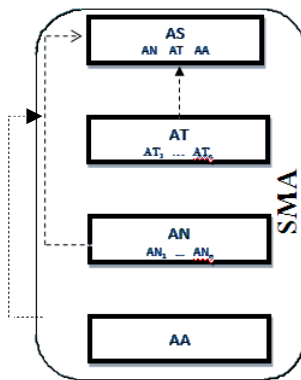 AS
AN AT AA
AT
AT₁ ... ATₙ
AN
AN₁ ... ANₙ
AA
SMA